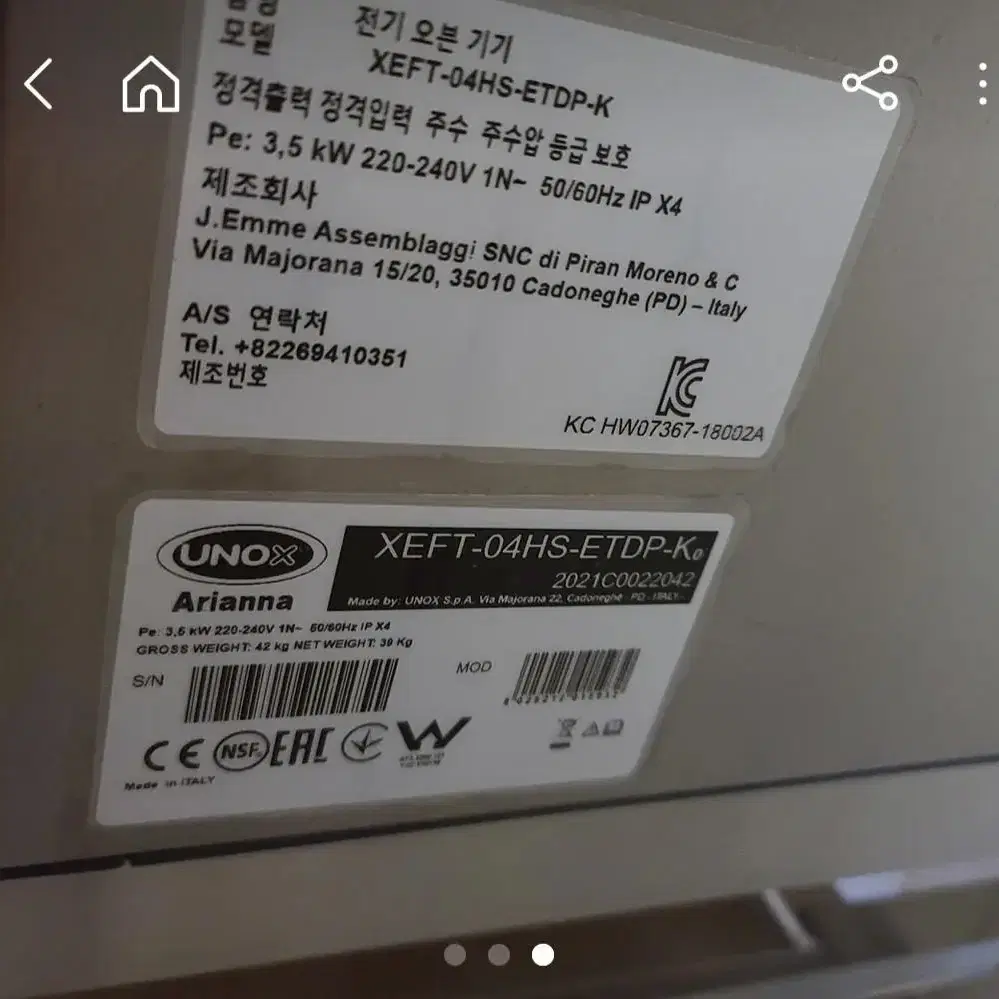 모델
전기 오븐 기기
XEFT-04HS-ETDP-K
정격출력 정격입력 주수 주수압 등급 보호
Pe: 3,5 kW 220-240V 1N~ 50/60Hz IP X4
제조회사
J.Emme Assemblaggi SNC di Piran Moreno & C
Via Majorana 15/20, 35010 Cadoneghe (PD) – Italy
A/S 연락처
Tel. +82269410351
제조번호
KC HW07367-18002A
UNOX
Arianna
XEFT-04HS-ETDP-K0
2021C0022042
Made by: UNOX S.p.A. Via Majorana 22, Cadoneghe - PD - ITALY-
Pe: 3,5 kW 220-240V 1N~ 50/60Hz IP X4
GROSS WEIGHT: 42 kg NET WEIGHT: 39 Kg
S/N
MOD
CE NSF EAC
Made in ITALY